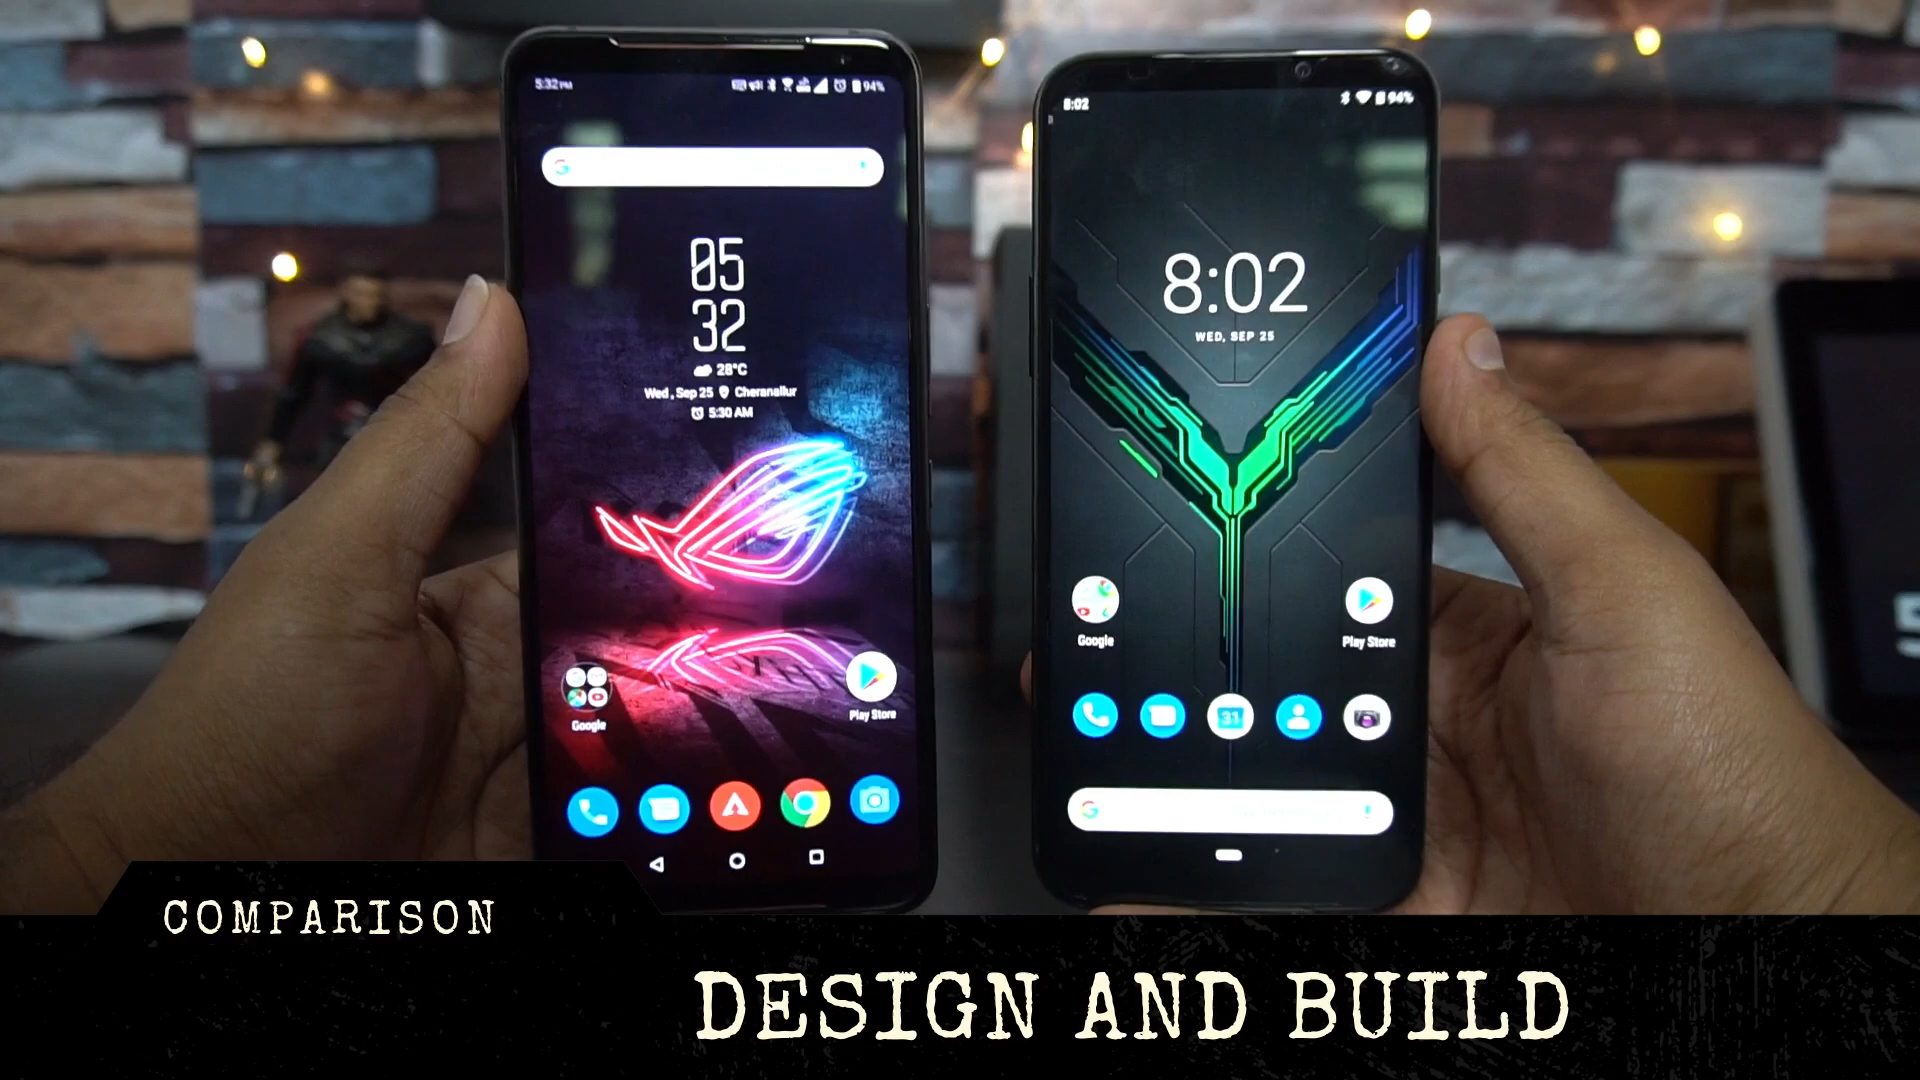 5:32 PM
94%
05
32
28°C
Wed, Sep 25 Cheranallur
5:30 AM
Google
Play Store
8:02
94%
8:02
WED, SEP 25
Google
Play Store
31
COMPARISON
DESIGN AND BUILD